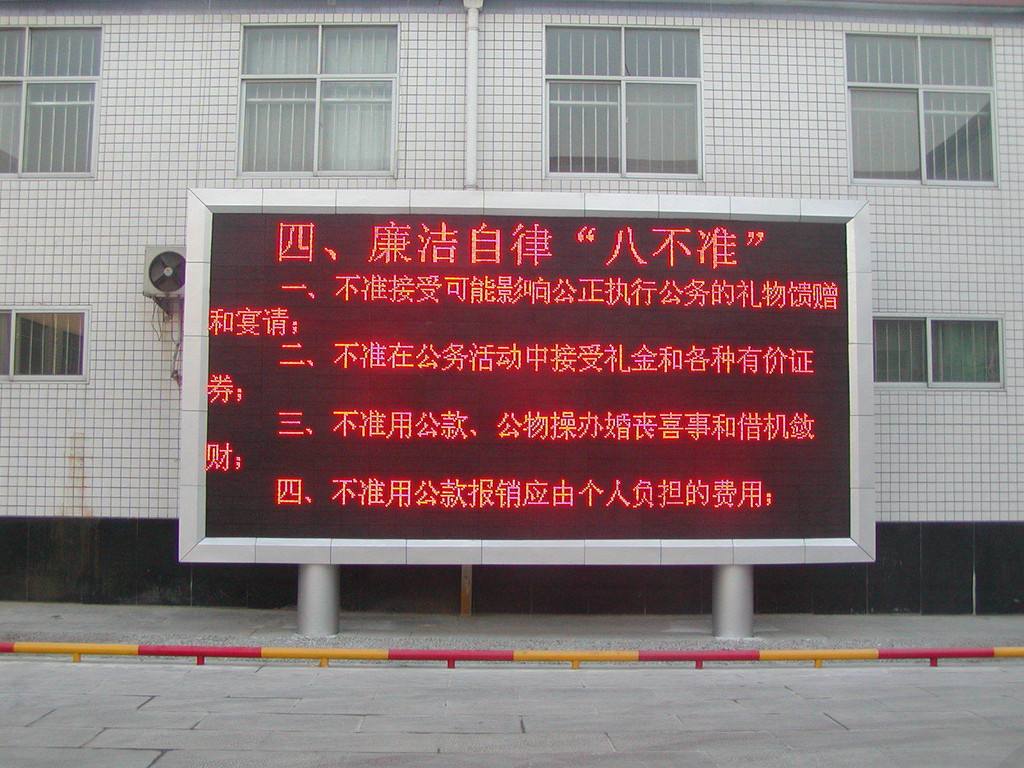 四、廉洁自律“八不准”
一、不准接受可能影响公正执行公务的礼物馈赠
和宴请；
二、不准在公务活动中接受礼金和各种有价证
券；
三、不准用公款、公物操办婚丧喜事和借机敛
财；
四、不准用公款报销应由个人负担的费用；